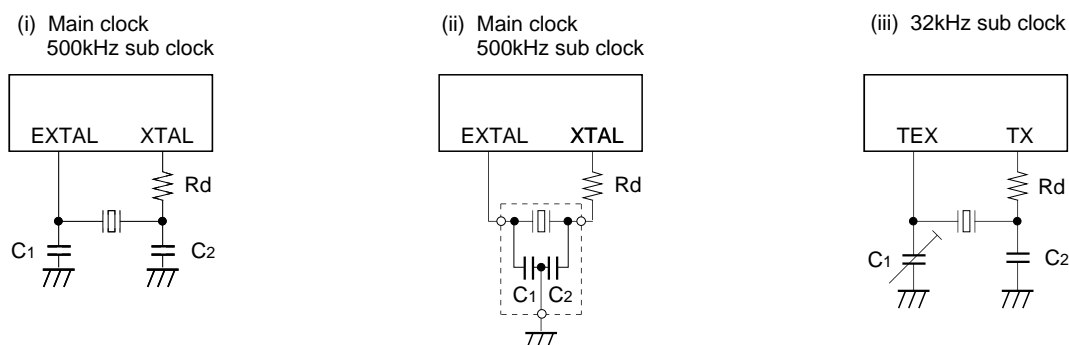 (i) Main clock
500kHz sub clock
EXTAL XTAL
Rd
C1
C2
(ii) Main clock
500kHz sub clock
EXTAL XTAL
Rd
C1 C2
(iii) 32kHz sub clock
TEX TX
Rd
C1
C2